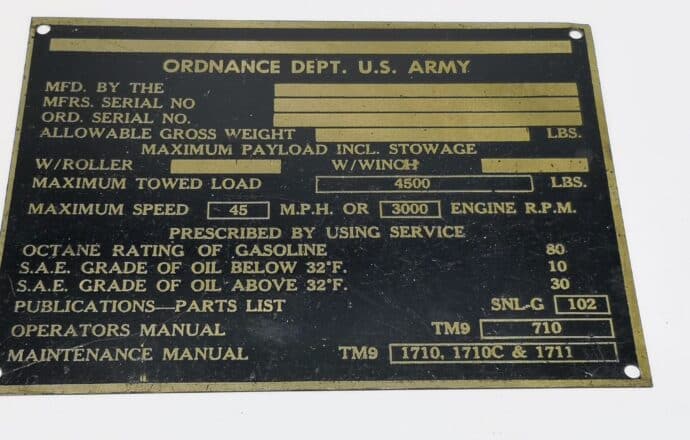 ORDNANCE DEPT. U.S. ARMY
MFD. BY THE
MFRS. SERIAL NO
ORD. SERIAL NO.
ALLOWABLE GROSS WEIGHT LBS.
MAXIMUM PAYLOAD INCL. STOWAGE
W/ROLLER W/WINCH
MAXIMUM TOWED LOAD 4500 LBS.
MAXIMUM SPEED 45 M.P.H. OR 3000 ENGINE R.P.M.
PRESCRIBED BY USING SERVICE
OCTANE RATING OF GASOLINE 80
S.A.E. GRADE OF OIL BELOW 32°F. 10
S.A.E. GRADE OF OIL ABOVE 32°F. 30
PUBLICATIONS—PARTS LIST SNL-G 102
OPERATORS MANUAL TM9 710
MAINTENANCE MANUAL TM9 1710, 1710C & 1711